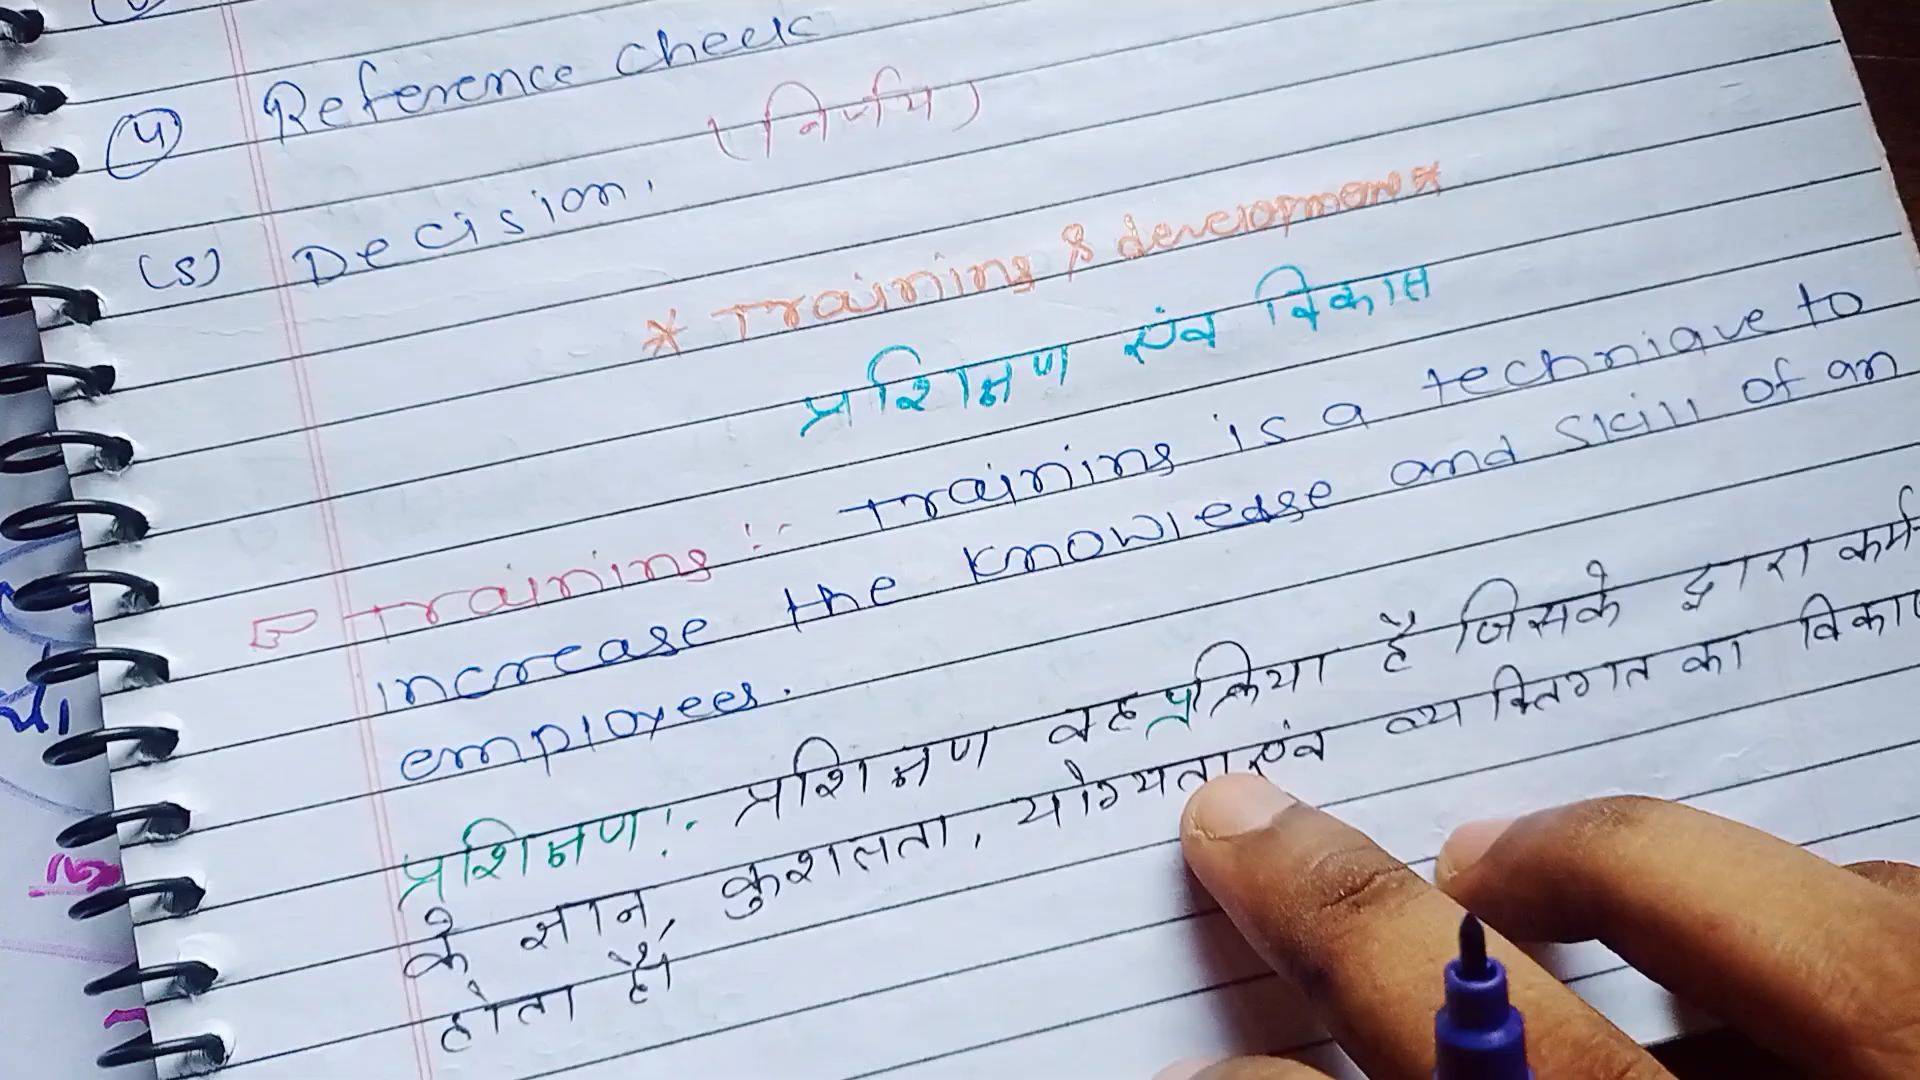 (4) Reference check
(निर्णय)
(5) Decision.
* Training & development *
प्रशिक्षण एंव विकास
Training :- Training is a technique to
increase the knowledge and skill of an
employees.
प्रशिक्षण :- प्रशिक्षण वह प्रक्रिया है जिसके द्वारा कर्म
के ज्ञान, कुशलता, योग्यता एंव व्यक्तिगत का विकास
होता है।